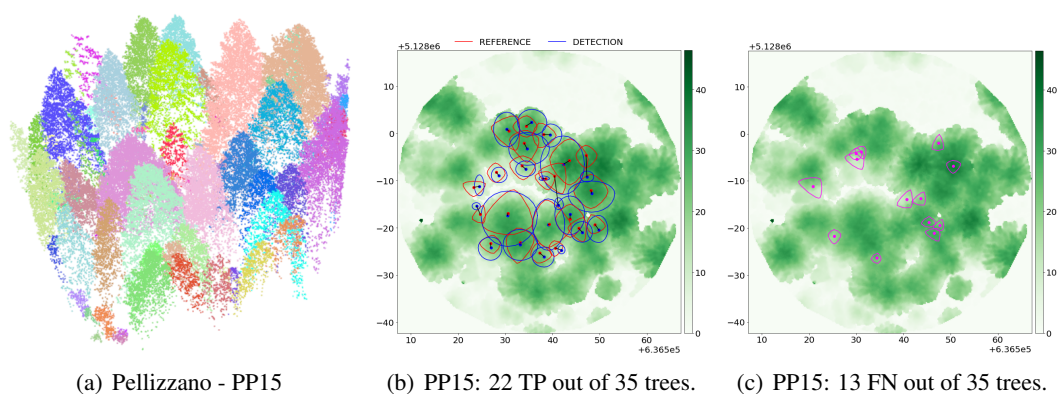 REFERENCE DETECTION
+5.128e6
10
0
−10
−20
−30
−40
10 20 30 40 50 60
+6.365e5
40
30
20
10
0
+5.128e6
10
0
−10
−20
−30
−40
10 20 30 40 50 60
+6.365e5
40
30
20
10
0
(a) Pellizzano - PP15
(b) PP15: 22 TP out of 35 trees.
(c) PP15: 13 FN out of 35 trees.